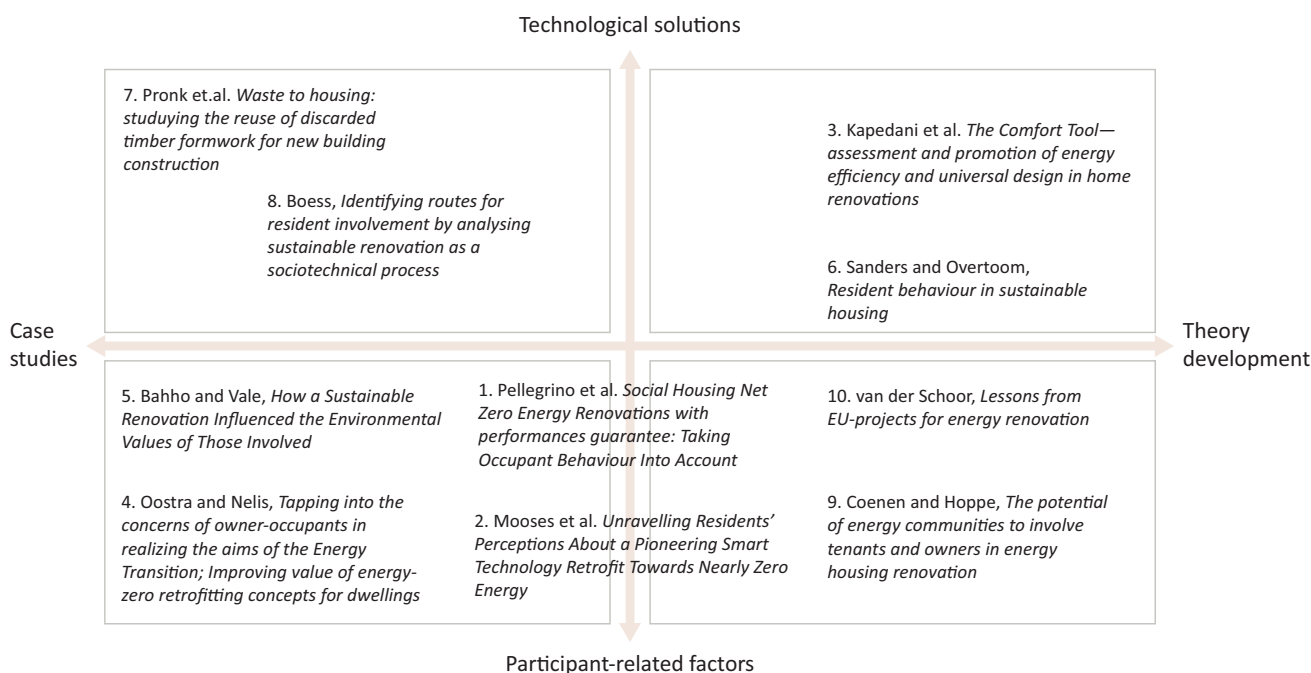 Technological solutions
7. Pronk et.al. Waste to housing:
studuying the reuse of discarded
timber formwork for new building
construction
8. Boess, Identifying routes for
resident involvement by analysing
sustainable renovation as a
sociotechnical process
3. Kapedani et al. The Comfort Tool—
assessment and promotion of energy
efficiency and universal design in home
renovations
6. Sanders and Overtoom,
Resident behaviour in sustainable
housing
Case
studies
Theory
development
5. Bahho and Vale, How a Sustainable
Renovation Influenced the Environmental
Values of Those Involved
1. Pellegrino et al. Social Housing Net
Zero Energy Renovations with
performances guarantee: Taking
Occupant Behaviour Into Account
10. van der Schoor, Lessons from
EU-projects for energy renovation
4. Oostra and Nelis, Tapping into the
concerns of owner-occupants in
realizing the aims of the Energy
Transition; Improving value of energy-
zero retrofitting concepts for dwellings
2. Mooses et al. Unravelling Residents’
Perceptions About a Pioneering Smart
Technology Retrofit Towards Nearly Zero
Energy
9. Coenen and Hoppe, The potential
of energy communities to involve
tenants and owners in energy
housing renovation
Participant-related factors